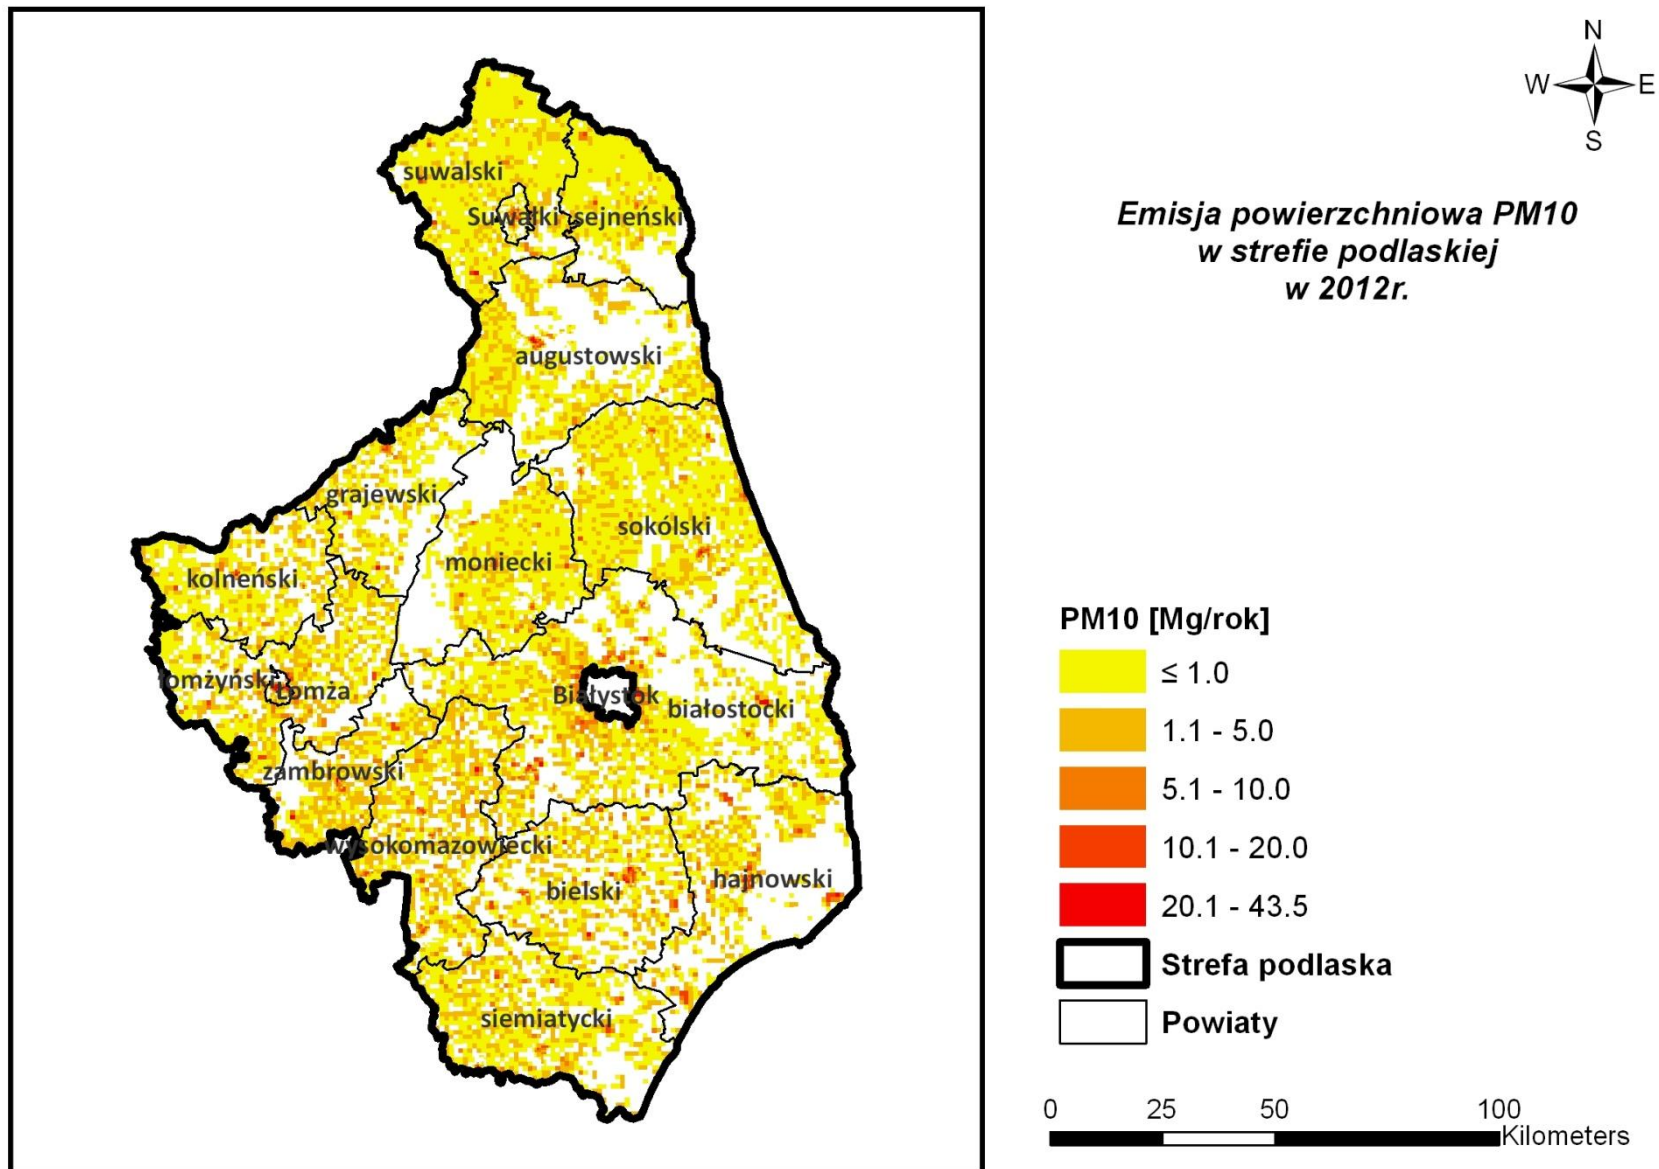 N
W E
S
Emisja powierzchniowa PM10
w strefie podlaskiej
w 2012r.
suwalski
Suwałki sejneński
augustowski
grajewski
sokólski
moniecki
kolneński
łomżyński
Łomża
Białystok
białostocki
zambrowski
wysokomazowiecki
bielski
hajnowski
siemiatycki
PM10 [Mg/rok]
≤ 1.0
1.1 - 5.0
5.1 - 10.0
10.1 - 20.0
20.1 - 43.5
Strefa podlaska
Powiaty
0 25 50 100
Kilometers